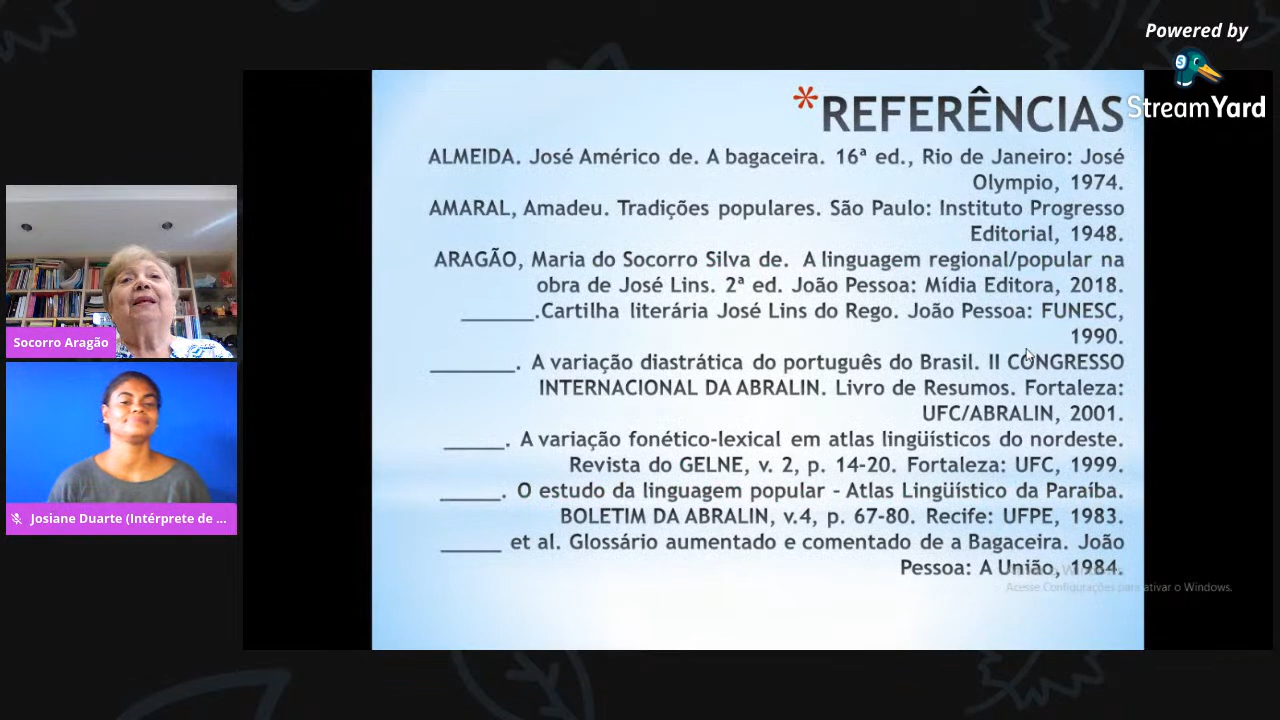 Powered by
StreamYard
*REFERÊNCIAS
ALMEIDA. José Américo de. A bagaceira. 16ª ed., Rio de Janeiro: José
Olympio, 1974.
AMARAL, Amadeu. Tradições populares. São Paulo: Instituto Progresso
Editorial, 1948.
ARAGÃO, Maria do Socorro Silva de. A linguagem regional/popular na
obra de José Lins. 2ª ed. João Pessoa: Mídia Editora, 2018.
_______.Cartilha literária José Lins do Rego. João Pessoa: FUNESC,
1990.
________. A variação diastrática do português do Brasil. II CONGRESSO
INTERNACIONAL DA ABRALIN. Livro de Resumos. Fortaleza:
UFC/ABRALIN, 2001.
______. A variação fonético-lexical em atlas lingüísticos do nordeste.
Revista do GELNE, v. 2, p. 14-20. Fortaleza: UFC, 1999.
______. O estudo da linguagem popular – Atlas Lingüístico da Paraíba.
BOLETIM DA ABRALIN, v.4, p. 67-80. Recife: UFPE, 1983.
______ et al. Glossário aumentado e comentado de a Bagaceira. João
Pessoa: A União, 1984.
Acesse Configurações para ativar o Windows.
Socorro Aragão
Josiane Duarte (Intérprete de ...